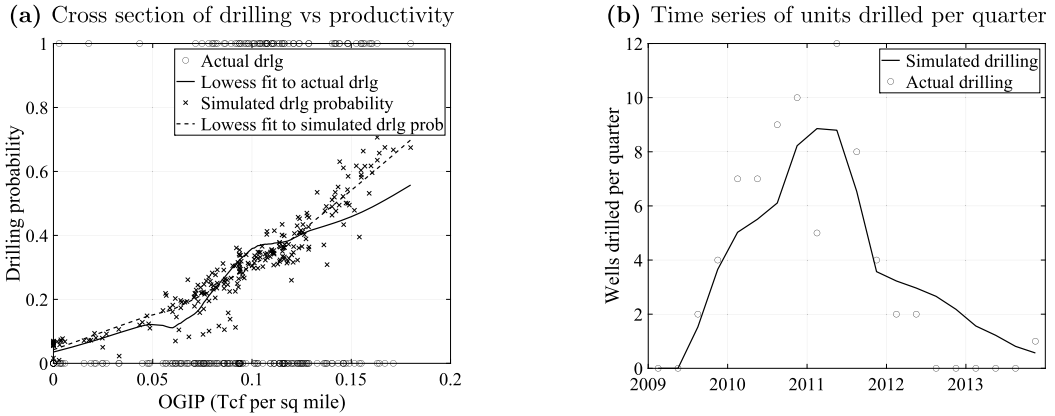 (a) Cross section of drilling vs productivity
1
0.8
0.6
0.4
0.2
0
Drilling probability
Actual drlg
Lowess fit to actual drlg
Simulated drlg probability
Lowess fit to simulated drlg prob
0 0.05 0.1 0.15 0.2
OGIP (Tcf per sq mile)
(b) Time series of units drilled per quarter
12
10
8
6
4
2
0
Wells drilled per quarter
Simulated drilling
Actual drilling
2009 2010 2011 2012 2013